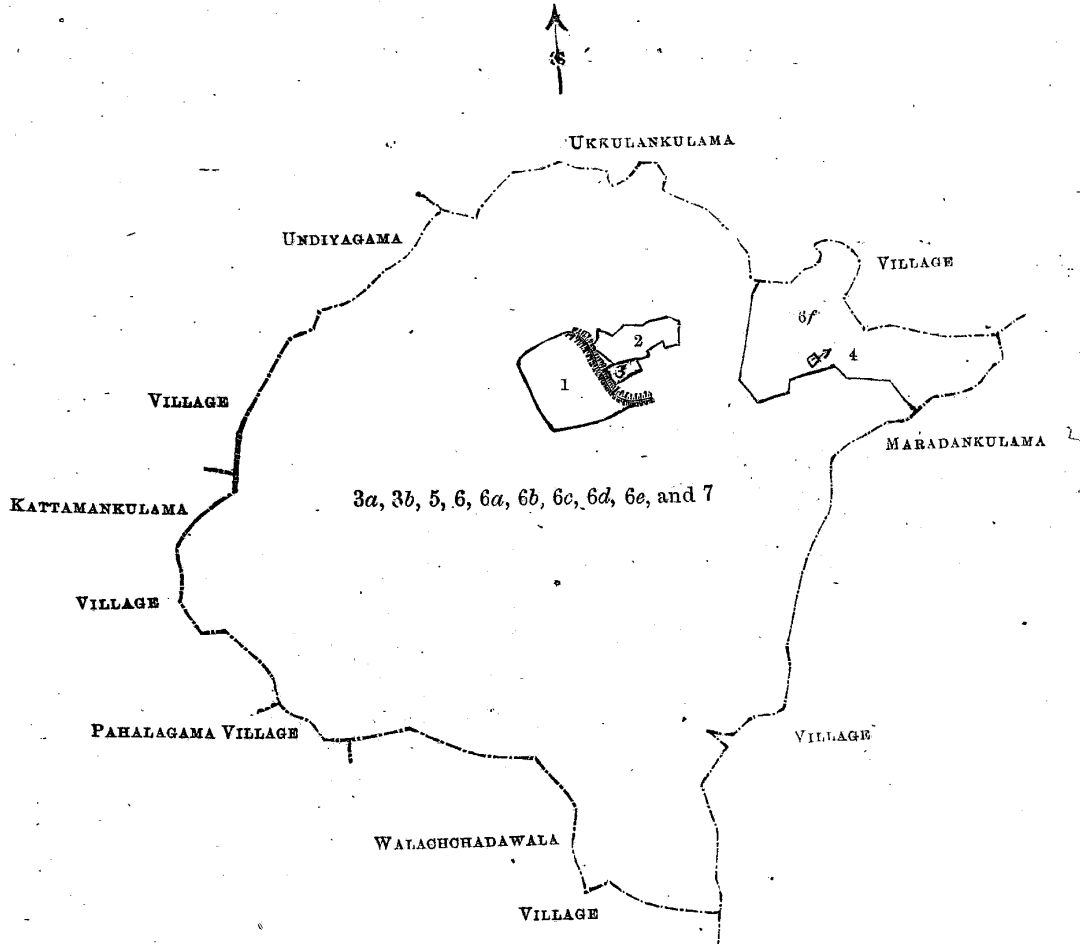 UKKULANKULAMA
UNDIYAGAMA
VILLAGE
6f
2
4
3
1
VILLAGE
MARADANKULAMA
3a, 3b, 5, 6, 6a, 6b, 6c, 6d, 6e, and 7
KATTAMANKULAMA
VILLAGE
PAHALAGAMA VILLAGE
VILLAGE
WALACHCHADAWALA
VILLAGE